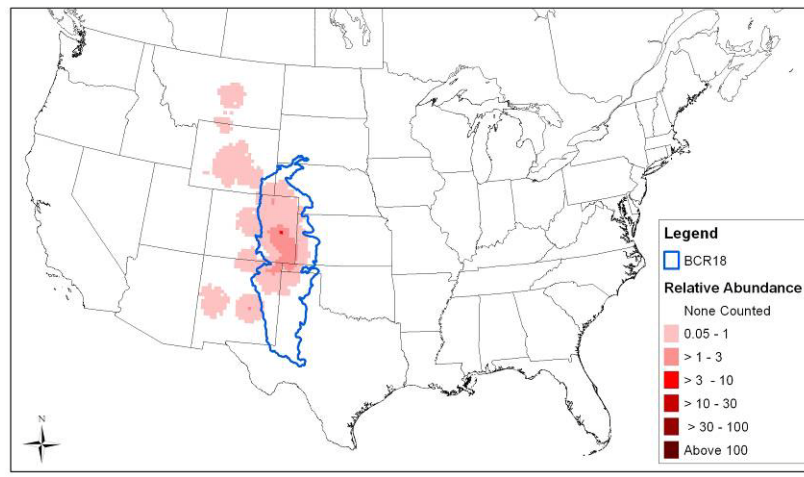 Legend
BCR18
Relative Abundance
None Counted
0.05 - 1
> 1 - 3
> 3 - 10
> 10 - 30
> 30 - 100
Above 100
N